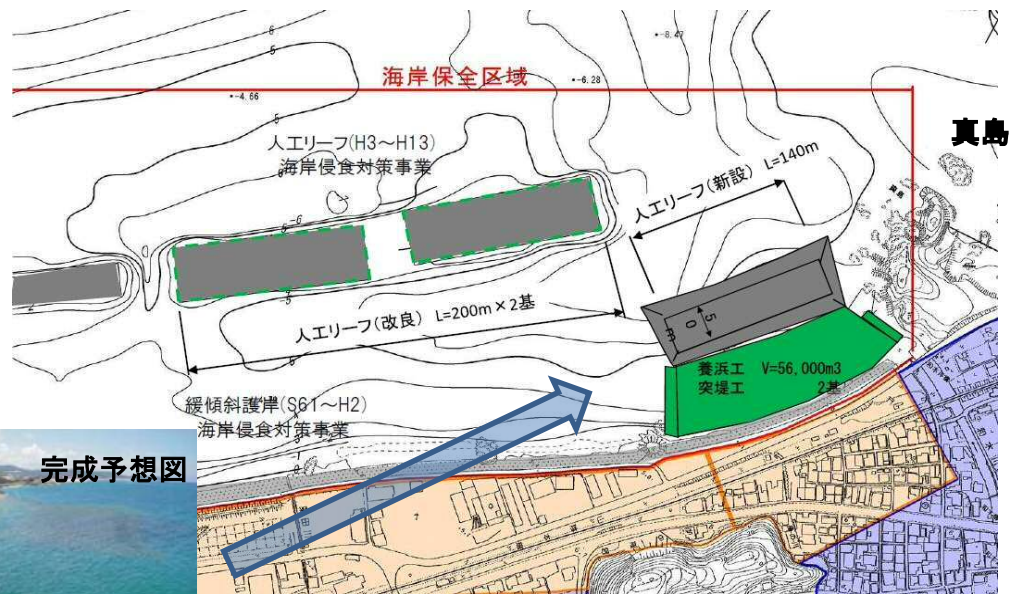 海岸保全区域
真島
-8.47
-6.28
-4.66
人工リーフ(H3～H13)
海岸侵食対策事業
人工リーフ(新設) L=140m
人工リーフ(改良) L=200m×2基
50m
養浜工 V=56,000m3
突堤工 2基
緩傾斜護岸(S61～H2)
海岸侵食対策事業
完成予想図